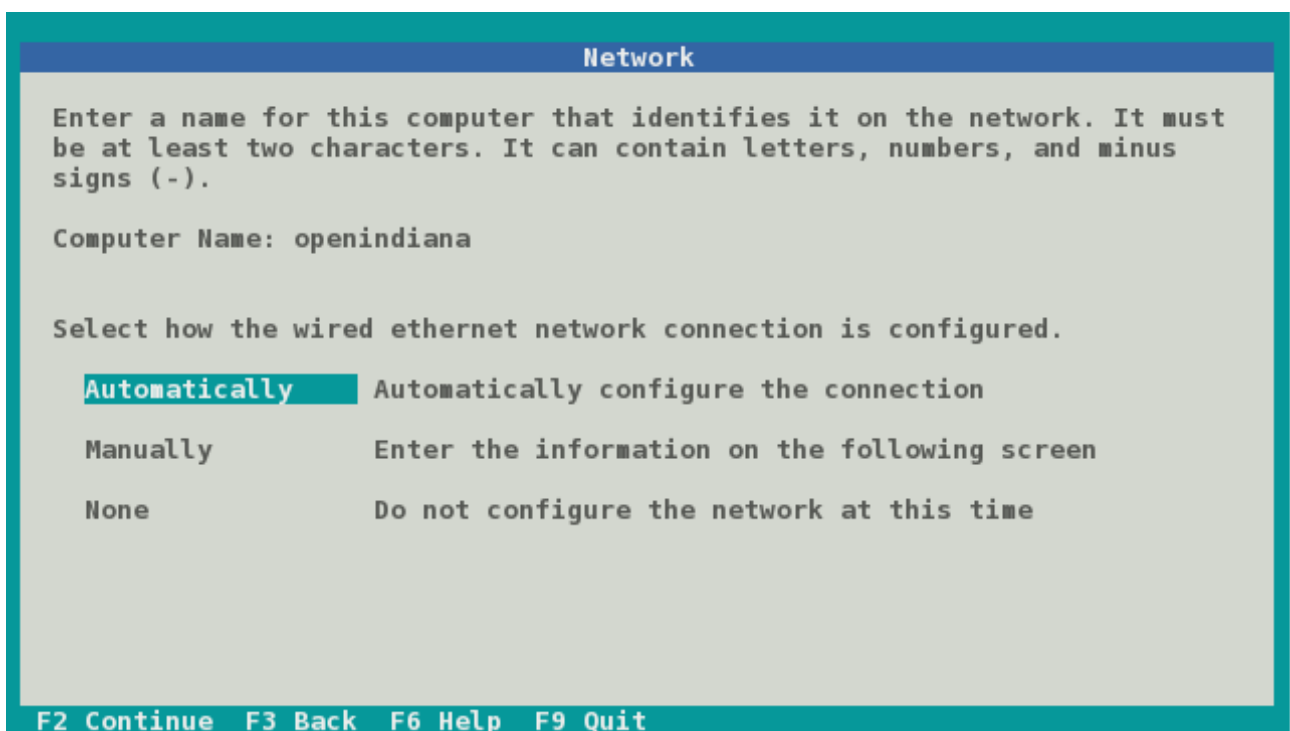 Network
Enter a name for this computer that identifies it on the network. It must
be at least two characters. It can contain letters, numbers, and minus
signs (-).
Computer Name: openindiana
Select how the wired ethernet network connection is configured.
Automatically Automatically configure the connection
Manually Enter the information on the following screen
None Do not configure the network at this time
F2 Continue F3 Back F6 Help F9 Quit